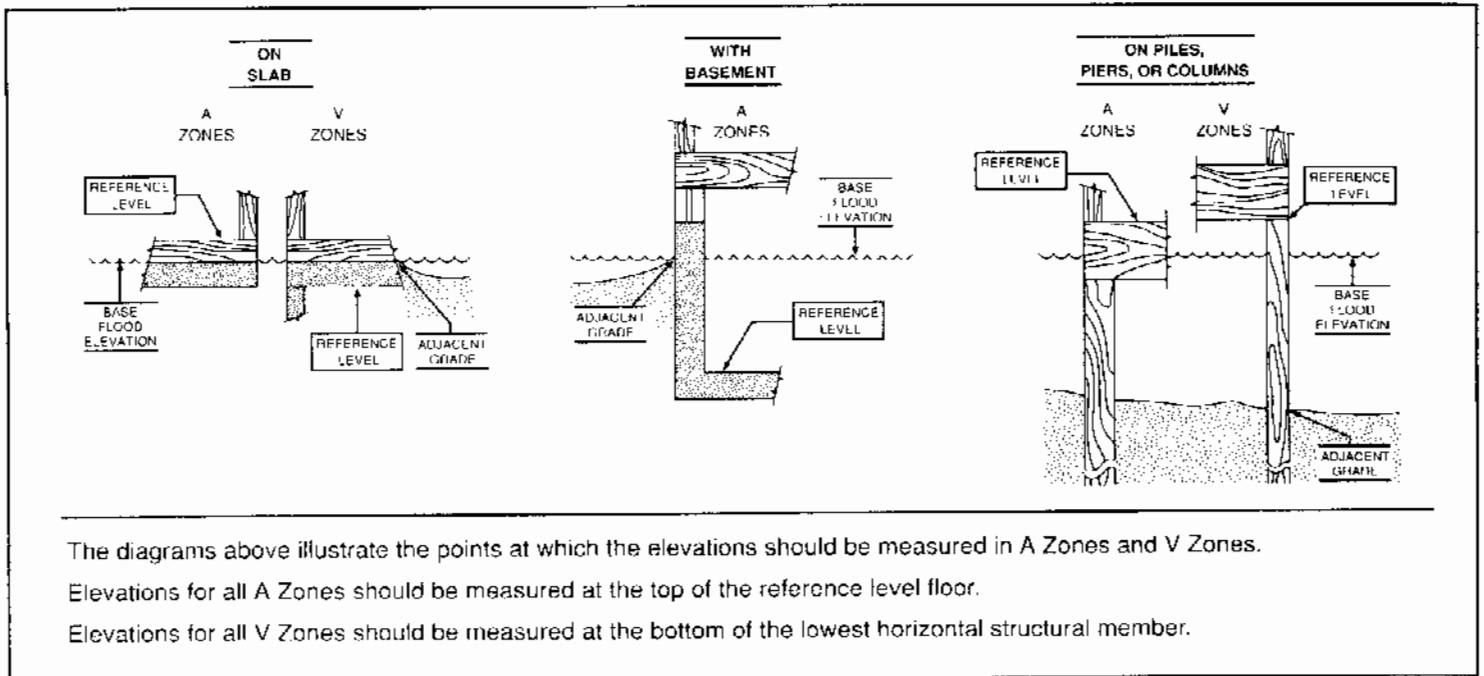 ON
SLAB
A
ZONES
V
ZONES
REFERENCE
LEVEL
BASE
FLOOD
ELEVATION
REFERENCE
LEVEL
ADJACENT
GRADE
WITH
BASEMENT
A
ZONES
BASE
FLOOD
ELEVATION
ADJACENT
GRADE
REFERENCE
LEVEL
ON PILES,
PIERS, OR COLUMNS
A
ZONES
V
ZONES
REFERENCE
LEVEL
REFERENCE
LEVEL
BASE
FLOOD
ELEVATION
ADJACENT
GRADE
The diagrams above illustrate the points at which the elevations should be measured in A Zones and V Zones.
Elevations for all A Zones should be measured at the top of the reference level floor.
Elevations for all V Zones should be measured at the bottom of the lowest horizontal structural member.